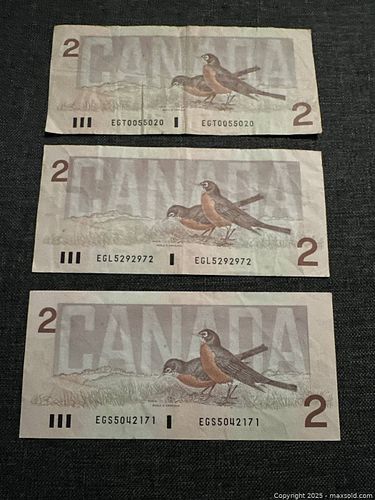 2 CANADA
EGT0055020 EGT0055020 2
2 CANADA
EGL5292972 EGL5292972 2
2 CANADA
EGS5042171 EGS5042171 2
Copyright © 2025 - maxsold.com